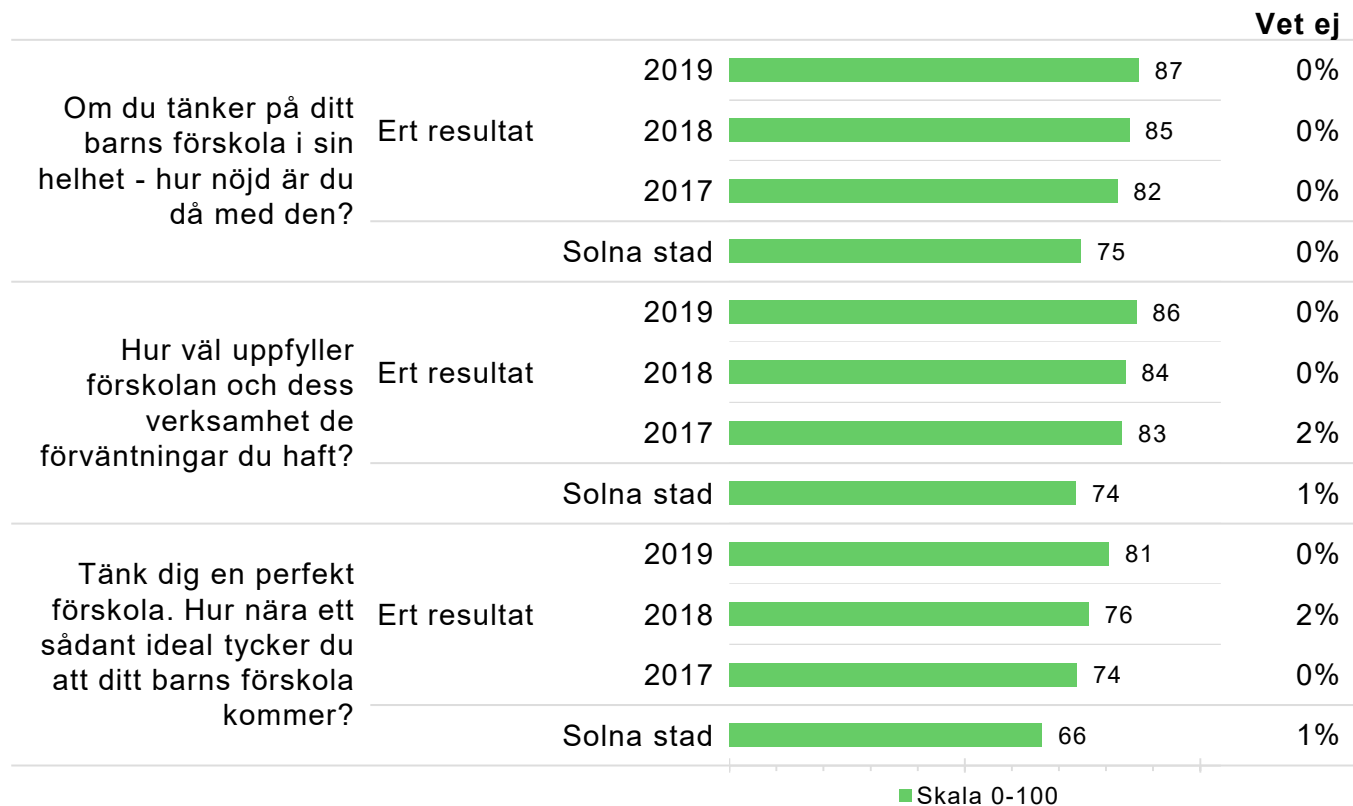 Vet ej
Om du tänker på ditt
barns förskola i sin
helhet - hur nöjd är du
då med den?
Ert resultat
2019 87 0%
2018 85 0%
2017 82 0%
Solna stad 75 0%
Hur väl uppfyller
förskolan och dess
verksamhet de
förväntningar du haft?
Ert resultat
2019 86 0%
2018 84 0%
2017 83 2%
Solna stad 74 1%
Tänk dig en perfekt
förskola. Hur nära ett
sådant ideal tycker du
att ditt barns förskola
kommer?
Ert resultat
2019 81 0%
2018 76 2%
2017 74 0%
Solna stad 66 1%
Skala 0-100